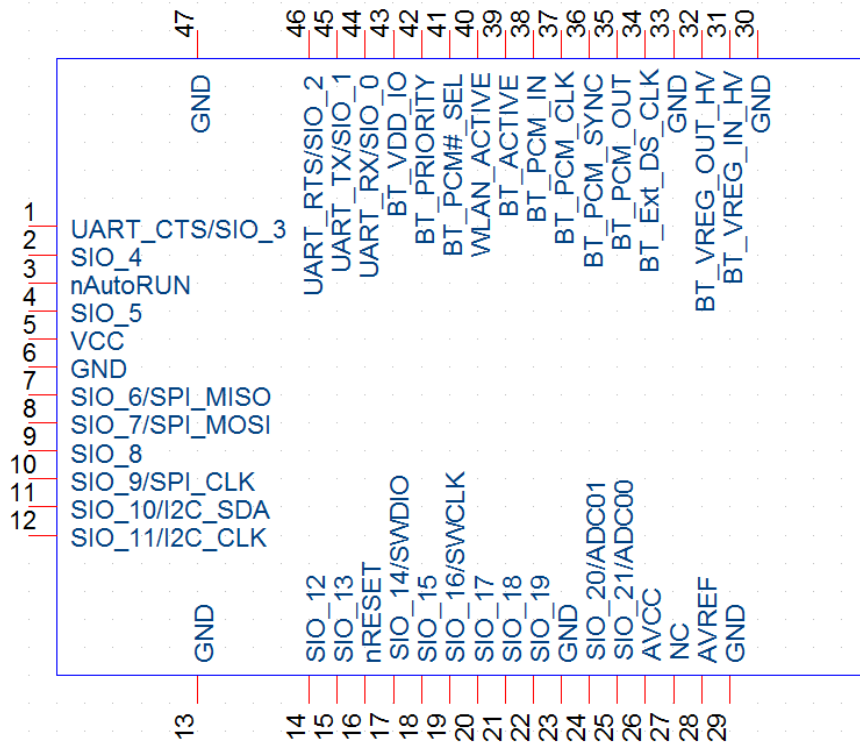 47
46
45
44
43
42
41
40
39
38
37
36
35
34
33
32
31
30
GND
UART_RTS/SIO_2
UART_TX/SIO_1
UART_RX/SIO_0
BT_VDD_IO
BT_PRIORITY
BT_PCM#_SEL
WLAN_ACTIVE
BT_ACTIVE
BT_PCM_IN
BT_PCM_CLK
BT_PCM_SYNC
BT_PCM_OUT
BT_Ext_DS_CLK
GND
BT_VREG_OUT_HV
BT_VREG_IN_HV
GND
1 UART_CTS/SIO_3
2 SIO_4
3 nAutoRUN
4 SIO_5
5 VCC
6 GND
7 SIO_6/SPI_MISO
8 SIO_7/SPI_MOSI
9 SIO_8
10 SIO_9/SPI_CLK
11 SIO_10/I2C_SDA
12 SIO_11/I2C_CLK
GND
SIO_12
SIO_13
nRESET
SIO_14/SWDIO
SIO_15
SIO_16/SWCLK
SIO_17
SIO_18
SIO_19
GND
SIO_20/ADC01
SIO_21/ADC00
AVCC
NC
AVREF
GND
13
14
15
16
17
18
19
20
21
22
23
24
25
26
27
28
29